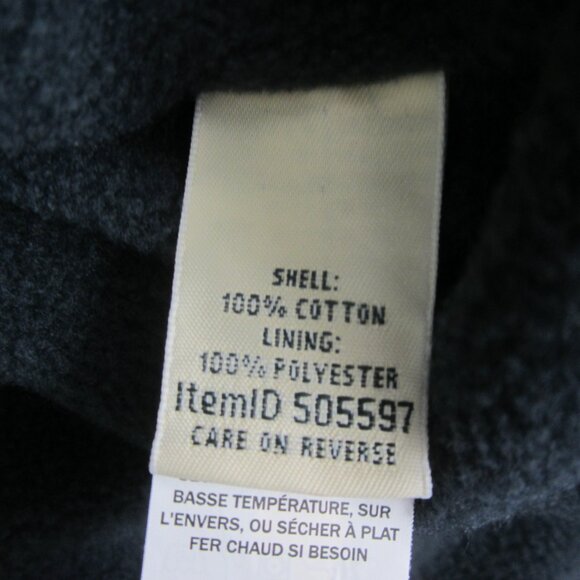 SHELL:
100% COTTON
LINING:
100% POLYESTER
ItemID 505597
CARE ON REVERSE
BASSE TEMPÉRATURE, SUR
L'ENVERS, OU SÉCHER À PLAT
FER CHAUD SI BESOIN